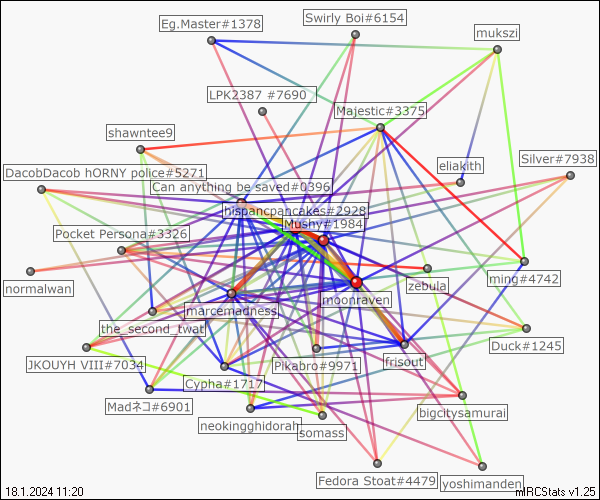 Eg.Master#1378
Swirly Boi#6154
mukszi
LPK2387 #7690
Majestic#3375
shawntee9
Silver#7938
eliakith
DacobDacob hORNY police#5271
Can anything be saved#0396
hispancpancakes#2928
Mushy#1984
Pocket Persona#3326
normalwan
zebula
ming#4742
moonraven
marcemadness
the_second_twat
Duck#1245
JKOUYH VIII#7034
Pikabro#9971
frisout
Cypha#1717
Madネコ#6901
bigcitysamurai
neokingghidorah
somass
Fedora Stoat#4479
yoshimanden
18.1.2024 11:20
mIRCStats v1.25